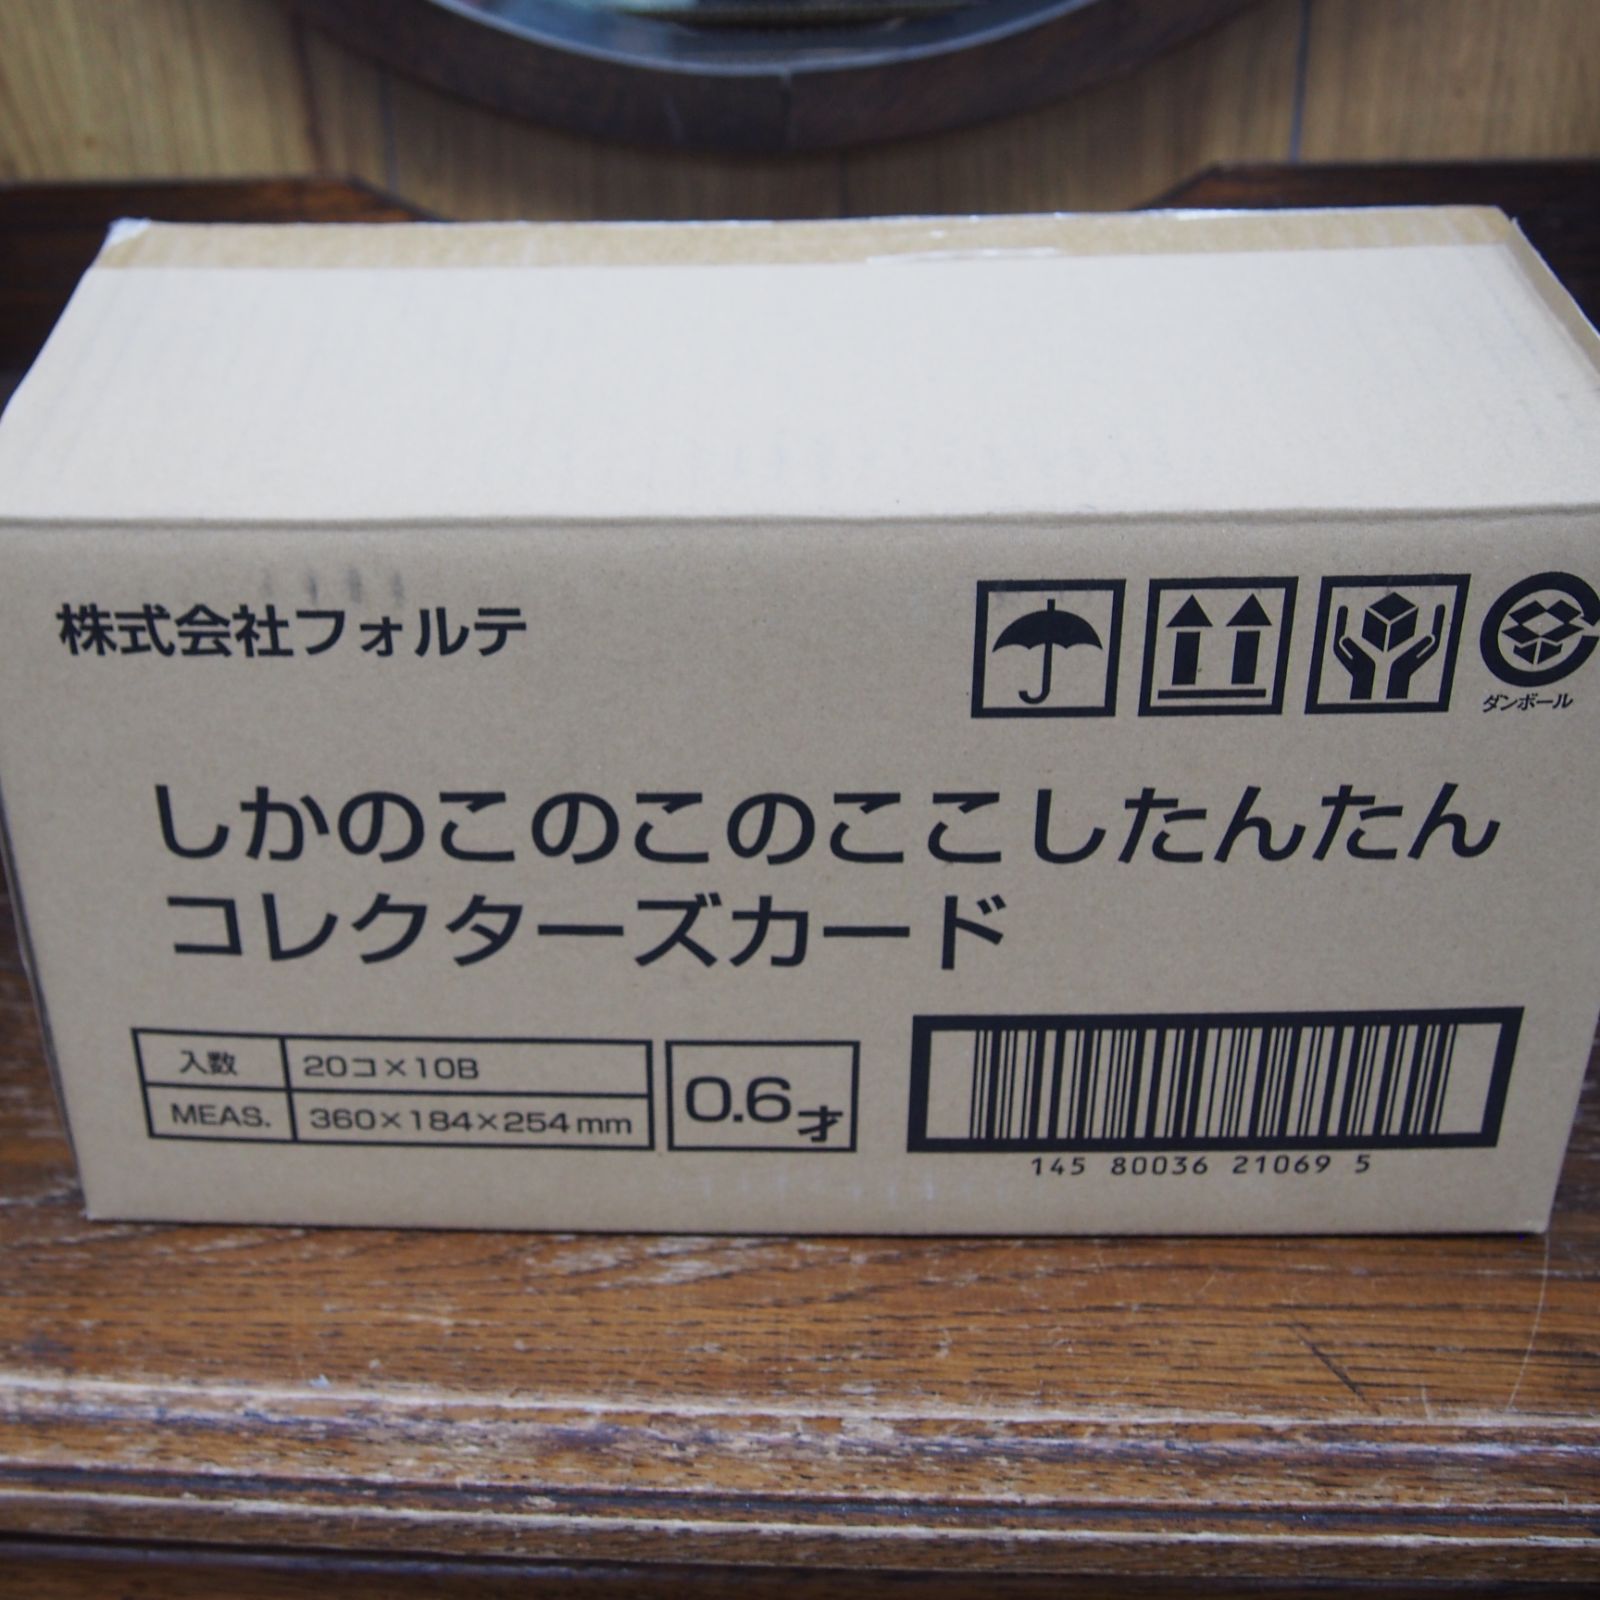 株式会社フォルテ
ダンボール
しかのこのこのここしたんたん
コレクターズカード
入数 20コ×10B
MEAS. 360×184×254mm
0.6才
145 80036 21069 5